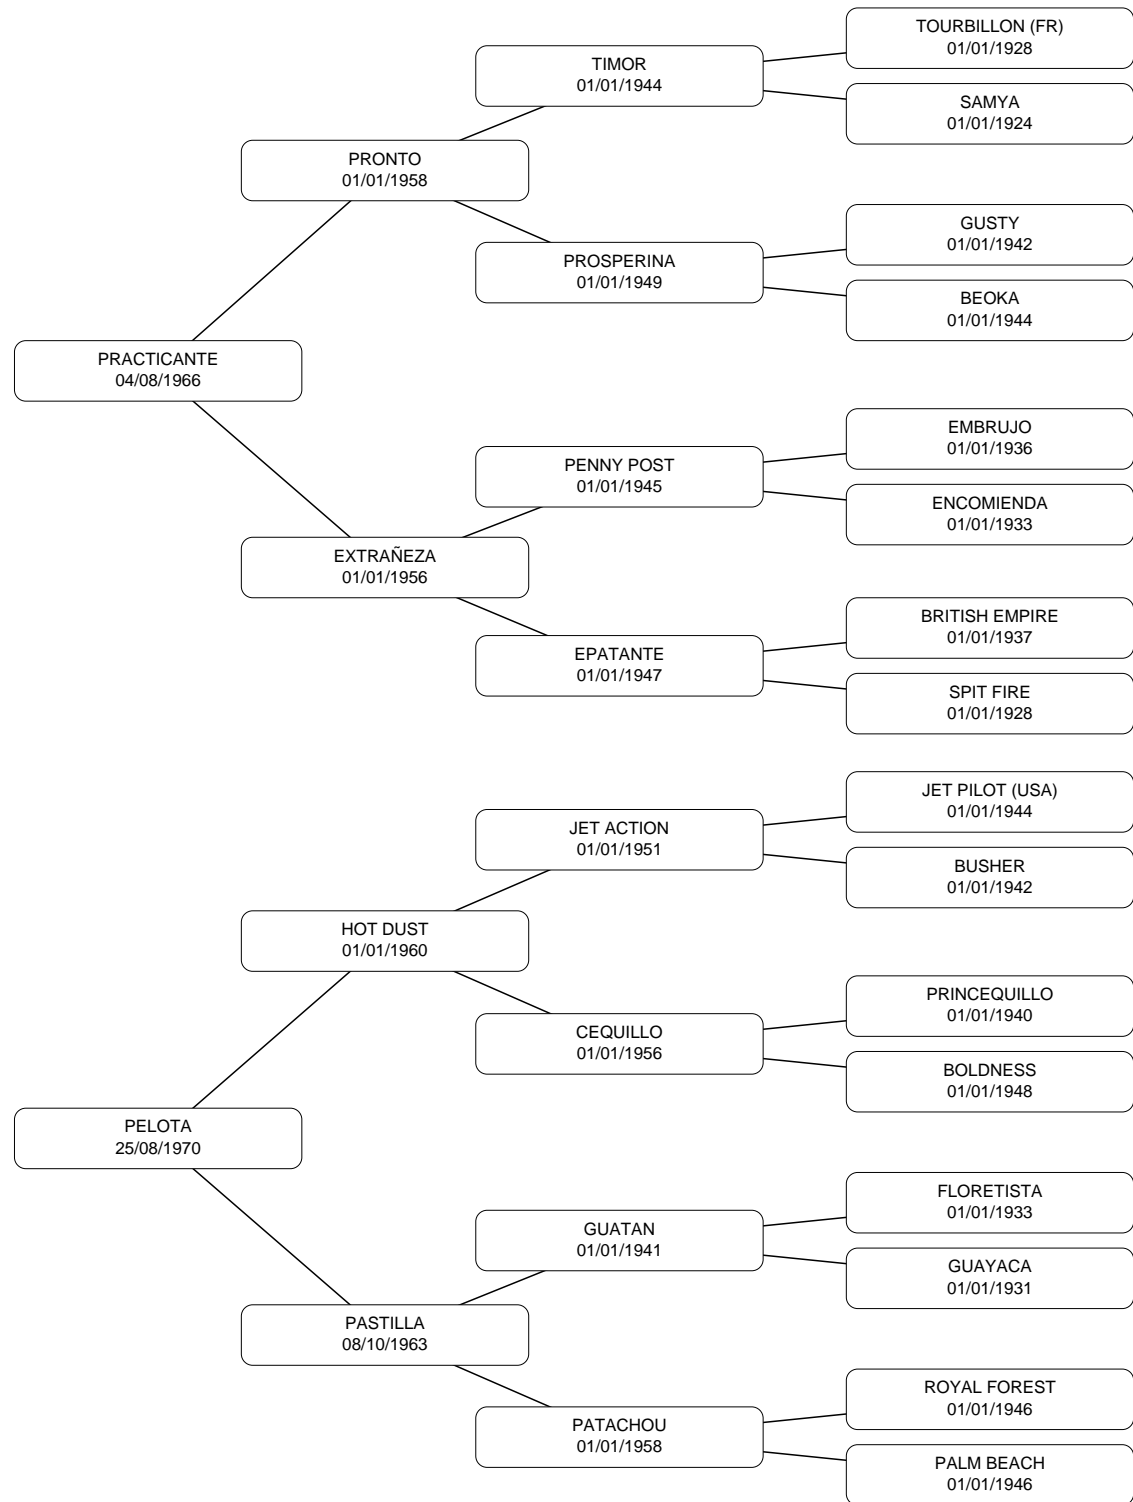 TOURBILLON (FR)
01/01/1928
TIMOR
01/01/1944
SAMYA
01/01/1924
PRONTO
01/01/1958
GUSTY
01/01/1942
PROSPERINA
01/01/1949
BEOKA
01/01/1944
PRACTICANTE
04/08/1966
EMBRUJO
01/01/1936
PENNY POST
01/01/1945
ENCOMIENDA
01/01/1933
EXTRAÑEZA
01/01/1956
BRITISH EMPIRE
01/01/1937
EPATANTE
01/01/1947
SPIT FIRE
01/01/1928
JET PILOT (USA)
01/01/1944
JET ACTION
01/01/1951
BUSHER
01/01/1942
HOT DUST
01/01/1960
PRINCEQUILLO
01/01/1940
CEQUILLO
01/01/1956
BOLDNESS
01/01/1948
PELOTA
25/08/1970
FLORETISTA
01/01/1933
GUATAN
01/01/1941
GUAYACA
01/01/1931
PASTILLA
08/10/1963
ROYAL FOREST
01/01/1946
PATACHOU
01/01/1958
PALM BEACH
01/01/1946